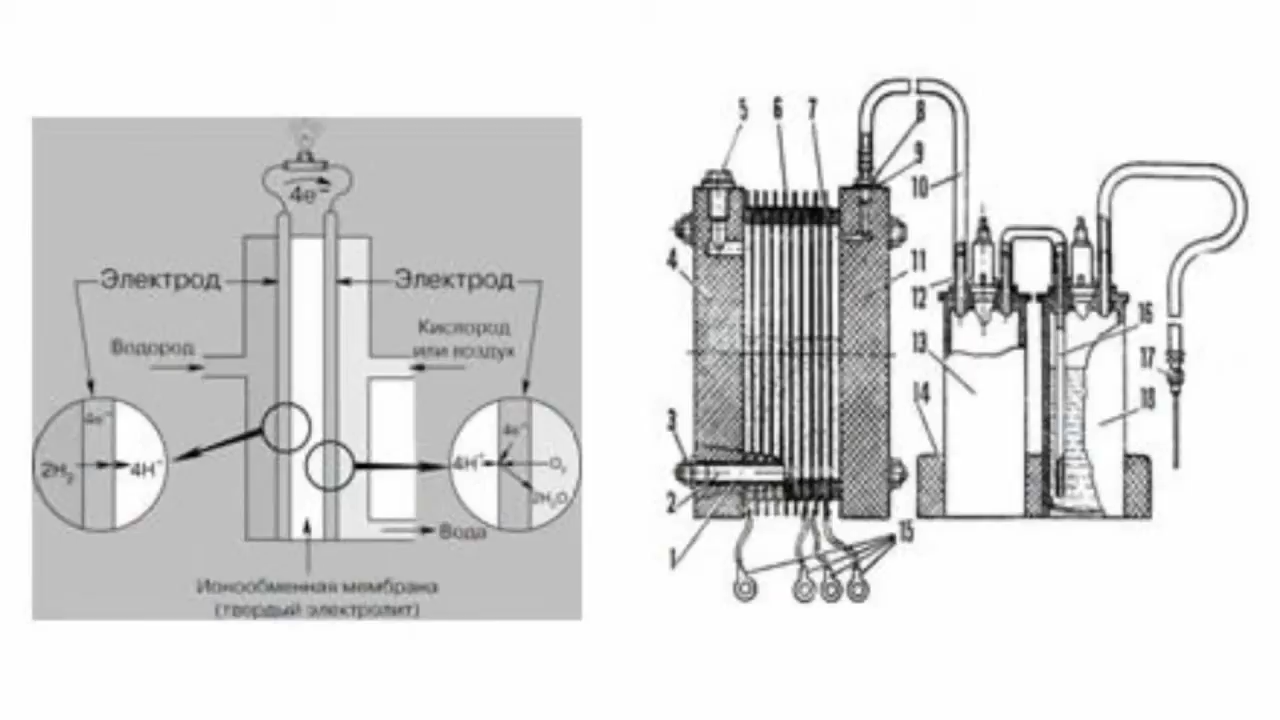 4e⁻
Электрод
Электрод
Водород
Кислород
или воздух
4e⁻
2H₂
4H⁺
4e⁻
4H⁺
O₂
2H₂O
Вода
Ионообменная мембрана
(твердый электролит)
5
6
7
8
9
10
4
11
12
13
16
17
14
18
3
2
15
1